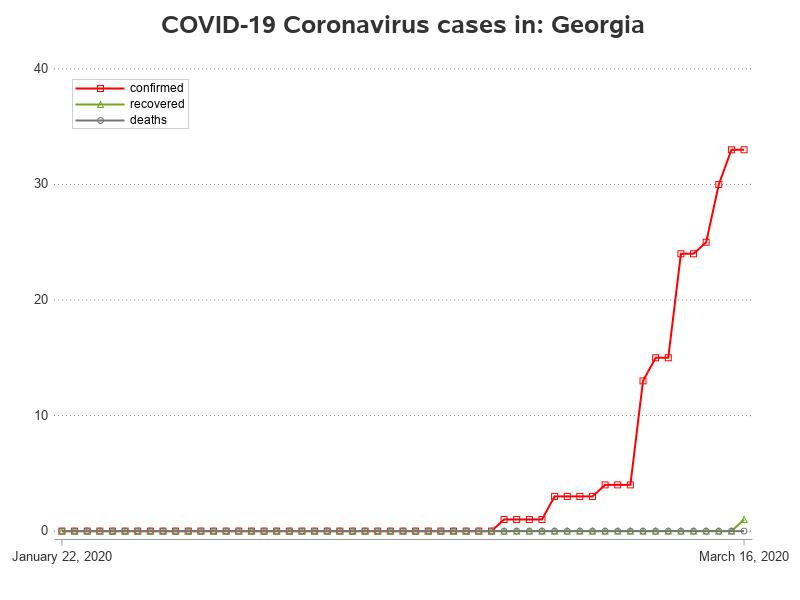 COVID-19 Coronavirus cases in: Georgia
40
confirmed
recovered
deaths
30
20
10
0
January 22, 2020
March 16, 2020